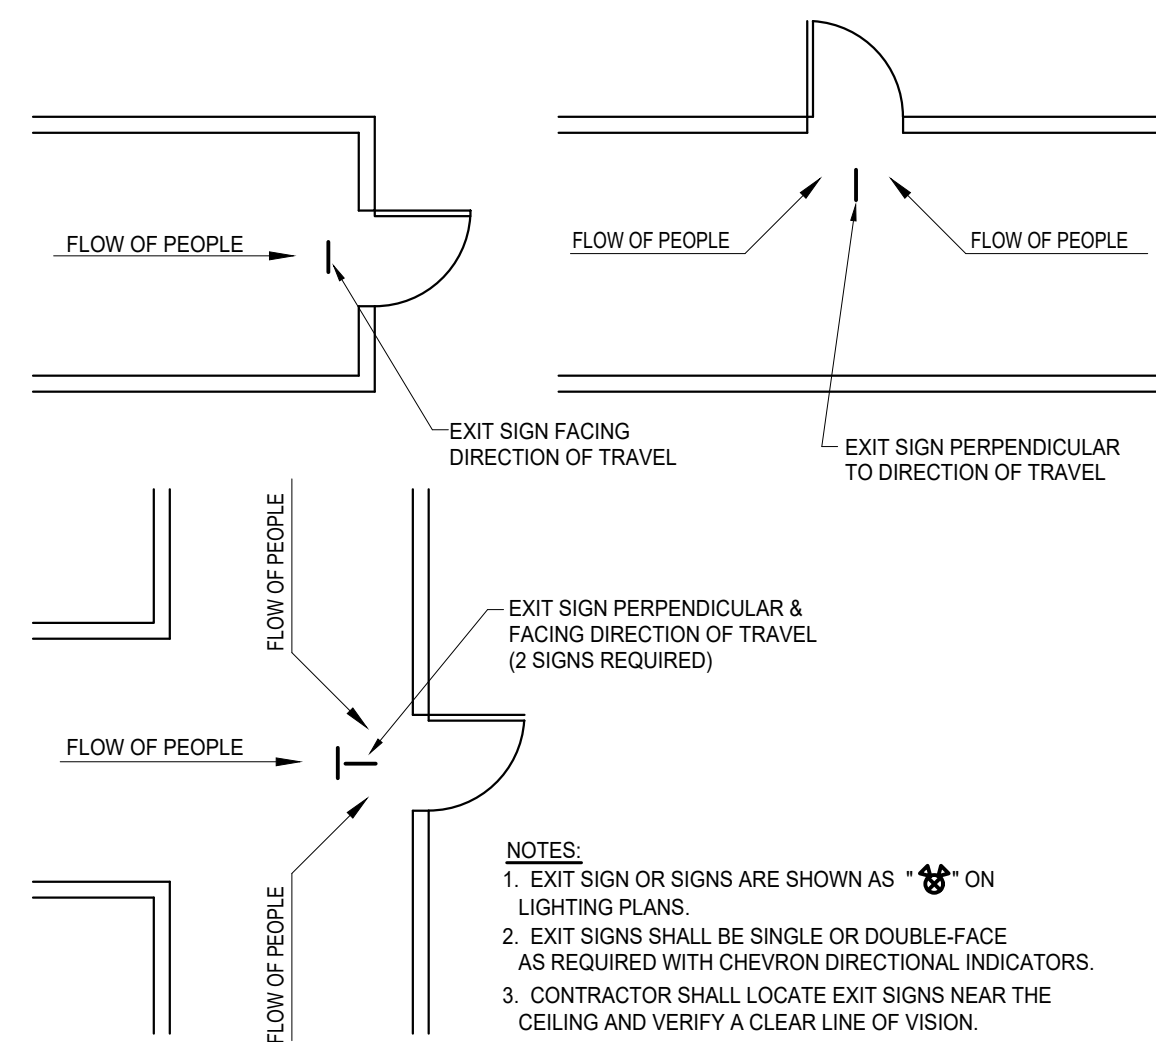 FLOW OF PEOPLE
EXIT SIGN FACING
DIRECTION OF TRAVEL
FLOW OF PEOPLE
FLOW OF PEOPLE
EXIT SIGN PERPENDICULAR
TO DIRECTION OF TRAVEL
FLOW OF PEOPLE
EXIT SIGN PERPENDICULAR &
FACING DIRECTION OF TRAVEL
(2 SIGNS REQUIRED)
FLOW OF PEOPLE
FLOW OF PEOPLE
NOTES:
1. EXIT SIGN OR SIGNS ARE SHOWN AS " " ON
LIGHTING PLANS.
2. EXIT SIGNS SHALL BE SINGLE OR DOUBLE-FACE
AS REQUIRED WITH CHEVRON DIRECTIONAL INDICATORS.
3. CONTRACTOR SHALL LOCATE EXIT SIGNS NEAR THE
CEILING AND VERIFY A CLEAR LINE OF VISION.